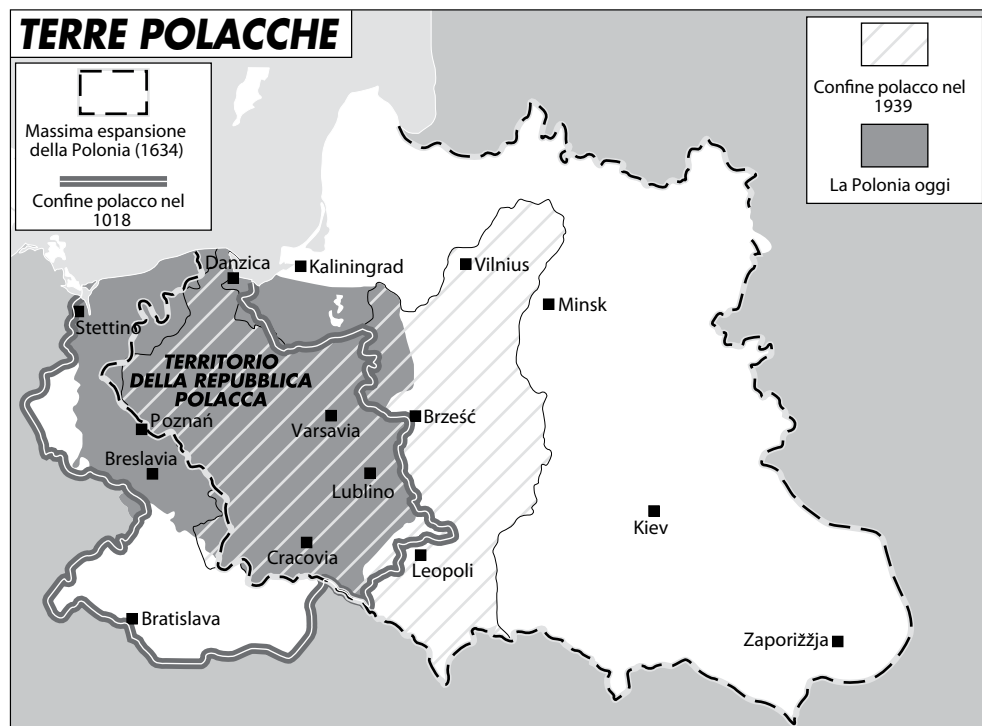 TERRE POLACCHE
Massima espansione
della Polonia (1634)
Confine polacco nel
1018
Confine polacco nel
1939
La Polonia oggi
Danzica
Kaliningrad
Vilnius
Minsk
Stettino
TERRITORIO
DELLA REPUBBLICA
POLACCA
Poznań
Varsavia
Brześć
Breslavia
Lublino
Kiev
Cracovia
Leopoli
Bratislava
Zaporižžja